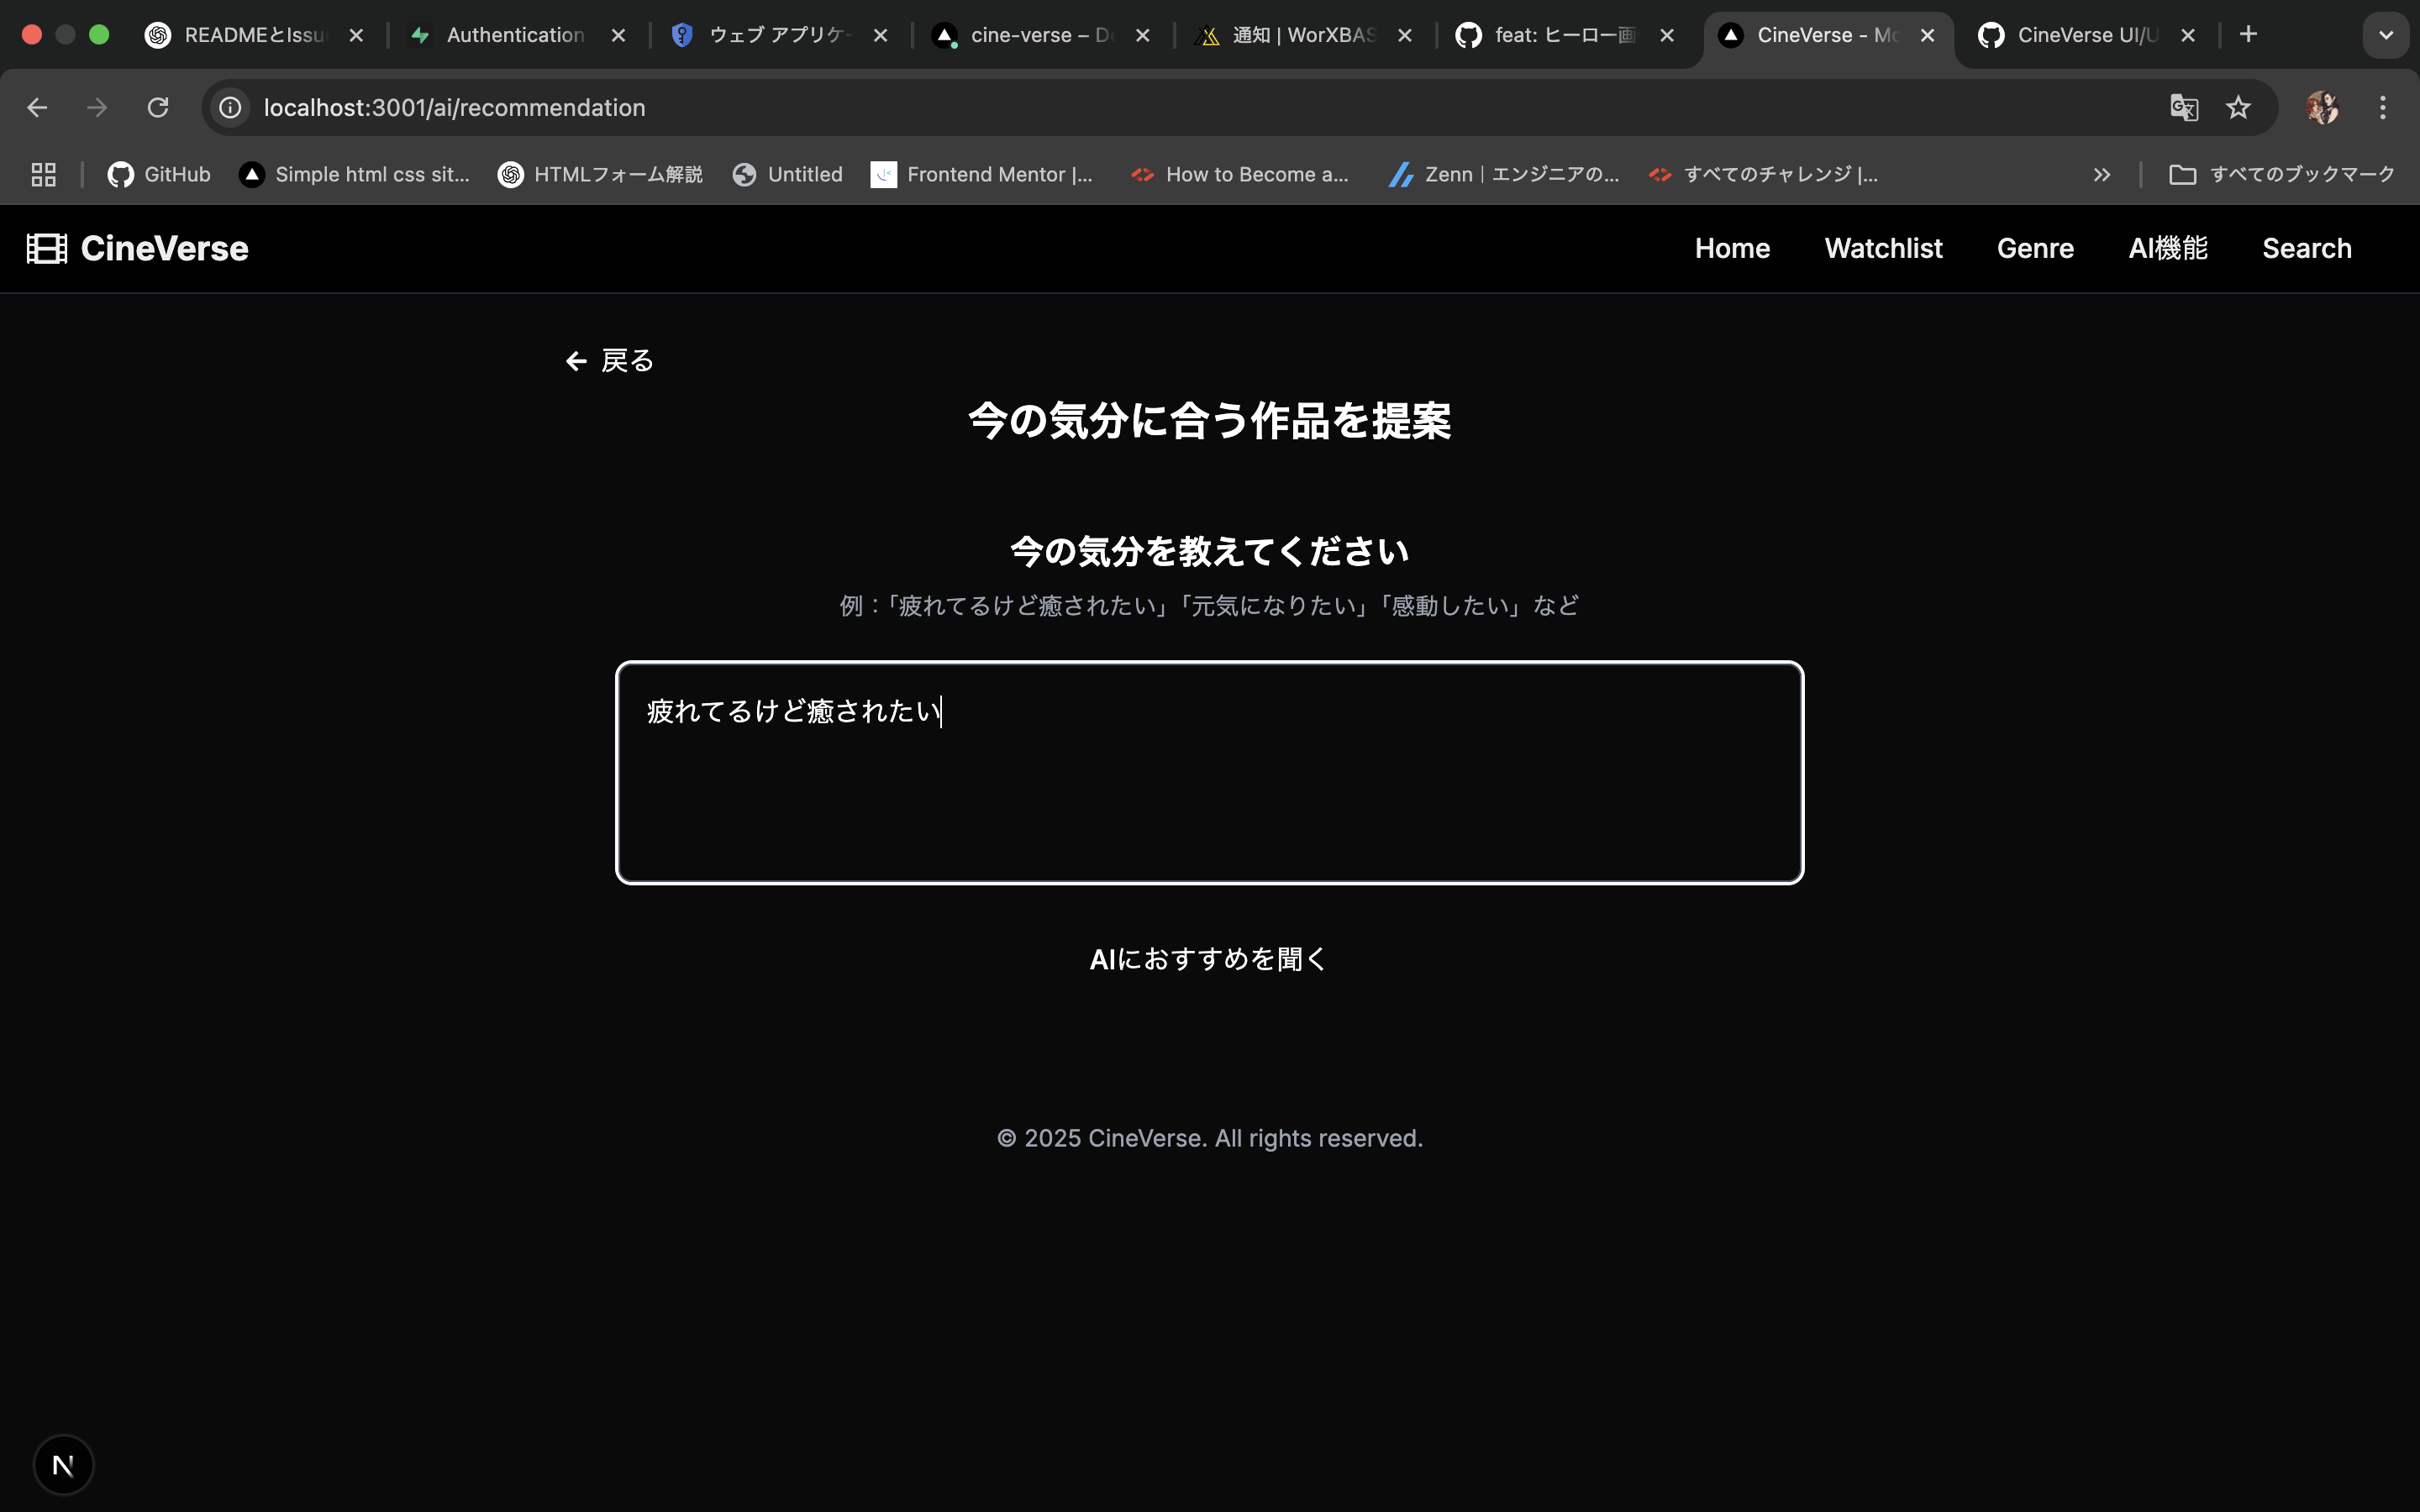 READMEとIssu
Authentication
ウェブ アプリケ
cine-verse – D
通知 | WorXBAS
feat: ヒーロー画
CineVerse - Mo
CineVerse UI/U
localhost:3001/ai/recommendation
GitHub
Simple html css sit...
HTMLフォーム解説
Untitled
Frontend Mentor |...
How to Become a...
Zenn｜エンジニアの...
すべてのチャレンジ |...
すべてのブックマーク
CineVerse
Home
Watchlist
Genre
AI機能
Search
← 戻る
今の気分に合う作品を提案
今の気分を教えてください
例：「疲れてるけど癒されたい」「元気になりたい」「感動したい」など
疲れてるけど癒されたい
AIにおすすめを聞く
© 2025 CineVerse. All rights reserved.
N